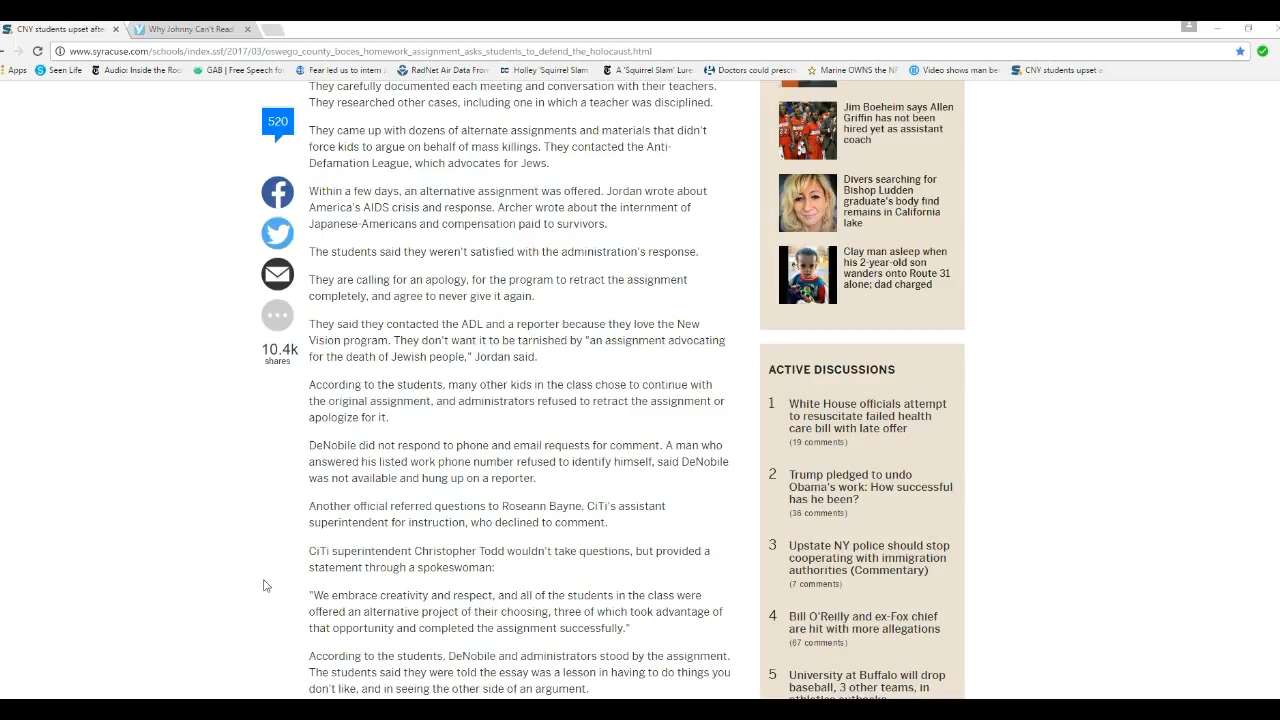 CNY students upset afte
Why Johnny Can't Read
www.syracuse.com/schools/index.ssf/2017/03/oswego_county_boces_homework_assignment_asks_students_to_defend_the_holocaust.html
Apps
Seen Life
Audio: Inside the Roo
GAB | Free Speech fo
Fear led us to intern J
RadNet Air Data From
Holley 'Squirrel Slam
A 'Squirrel Slam' Lure
Doctors could prescr
Marine OWNS the NF
Video shows man be
CNY students upset a
They carefully documented each meeting and conversation with their teachers.
They researched other cases, including one in which a teacher was disciplined.
They came up with dozens of alternate assignments and materials that didn't
force kids to argue on behalf of mass killings. They contacted the Anti-
Defamation League, which advocates for Jews.
Within a few days, an alternative assignment was offered. Jordan wrote about
America's AIDS crisis and response. Archer wrote about the internment of
Japanese-Americans and compensation paid to survivors.
The students said they weren't satisfied with the administration's response.
They are calling for an apology, for the program to retract the assignment
completely, and agree to never give it again.
They said they contacted the ADL and a reporter because they love the New
Vision program. They don't want it to be tarnished by "an assignment advocating
for the death of Jewish people," Jordan said.
According to the students, many other kids in the class chose to continue with
the original assignment, and administrators refused to retract the assignment or
apologize for it.
DeNobile did not respond to phone and email requests for comment. A man who
answered his listed work phone number refused to identify himself, said DeNobile
was not available and hung up on a reporter.
Another official referred questions to Roseann Bayne, CiTi's assistant
superintendent for instruction, who declined to comment.
CiTi superintendent Christopher Todd wouldn't take questions, but provided a
statement through a spokeswoman:
"We embrace creativity and respect, and all of the students in the class were
offered an alternative project of their choosing, three of which took advantage of
that opportunity and completed the assignment successfully."
According to the students, DeNobile and administrators stood by the assignment.
The students said they were told the essay was a lesson in having to do things you
don't like, and in seeing the other side of an argument.
520
10.4k
shares
Jim Boeheim says Allen
Griffin has not been
hired yet as assistant
coach
Divers searching for
Bishop Ludden
graduate's body find
remains in California
lake
Clay man asleep when
his 2-year-old son
wanders onto Route 31
alone; dad charged
ACTIVE DISCUSSIONS
1 White House officials attempt
to resuscitate failed health
care bill with late offer
(19 comments)
2 Trump pledged to undo
Obama's work: How successful
has he been?
(36 comments)
3 Upstate NY police should stop
cooperating with immigration
authorities (Commentary)
(7 comments)
4 Bill O'Reilly and ex-Fox chief
are hit with more allegations
(67 comments)
5 University at Buffalo will drop
baseball, 3 other teams, in